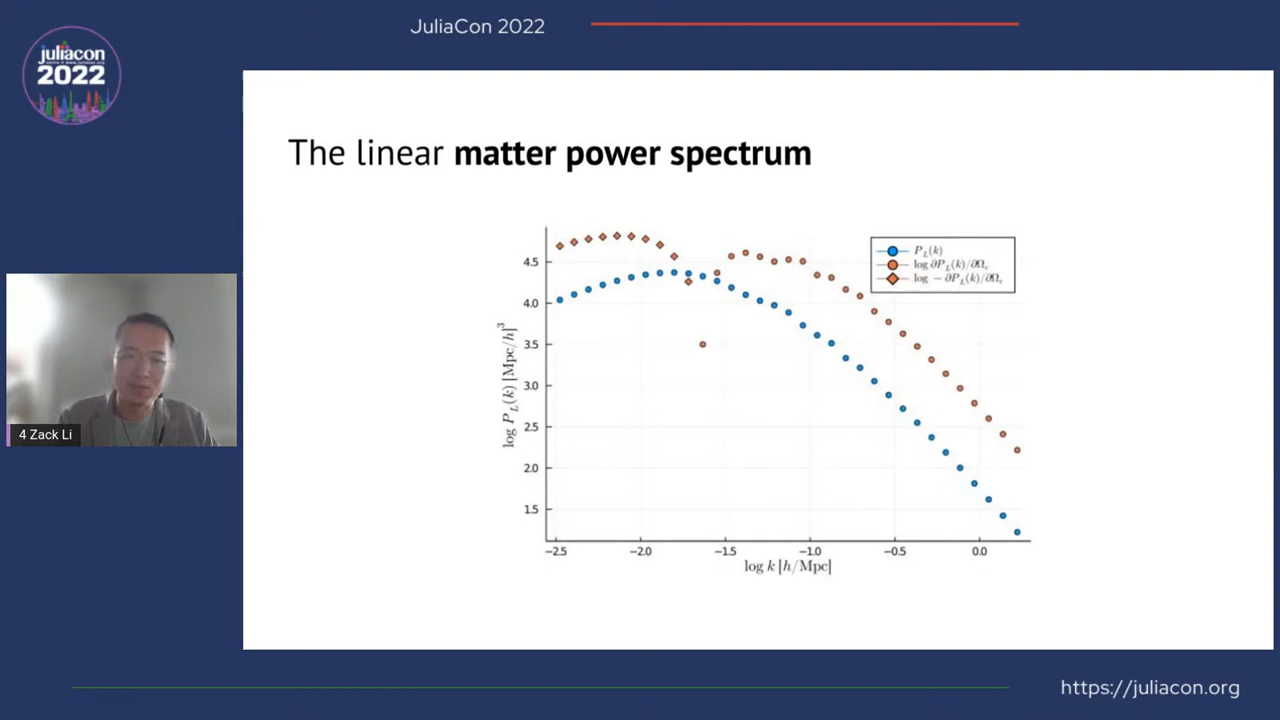 JuliaCon 2022
juliacon
2022
The linear matter power spectrum
P_L(k)
log ∂P_L(k)/∂Ω_c
log − ∂P_L(k)/∂Ω_c
4.5
4.0
3.5
3.0
2.5
2.0
1.5
log P_L(k) [Mpc/h]^3
−2.5 −2.0 −1.5 −1.0 −0.5 0.0
log k [h/Mpc]
4 Zack Li
https://juliacon.org